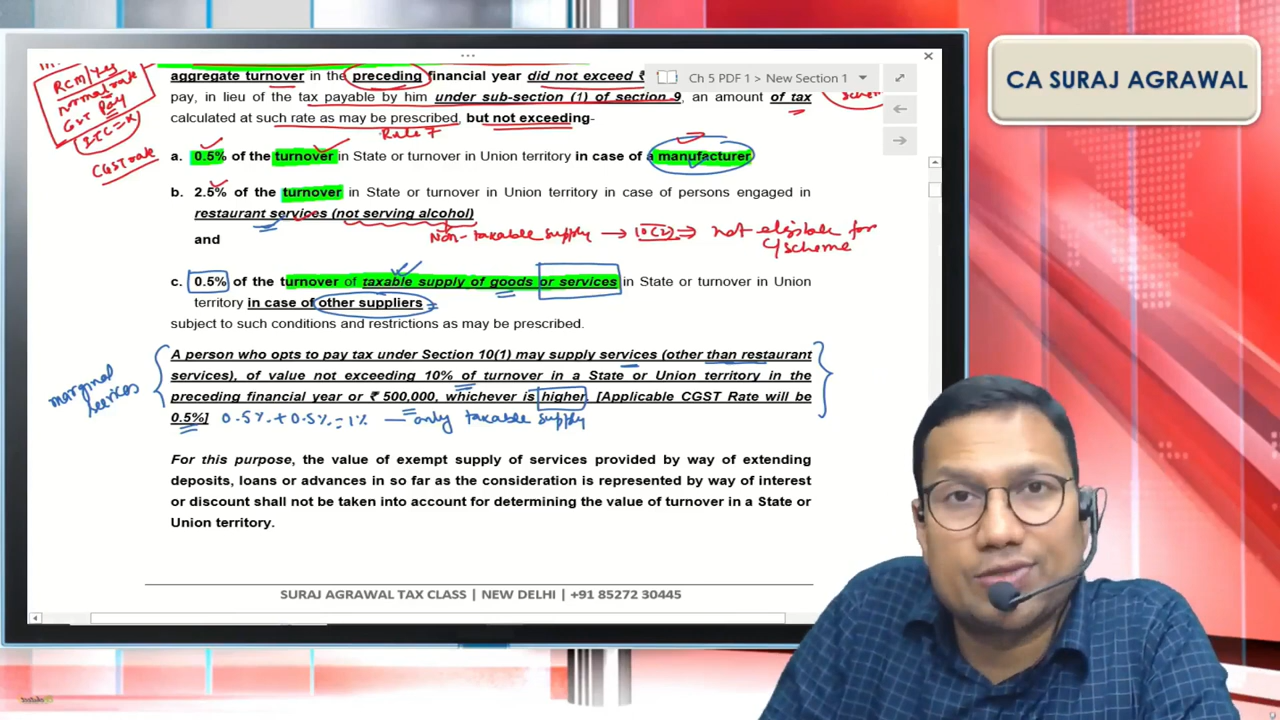 CA SURAJ AGRAWAL
Ch 5 PDF 1 > New Section 1
RCM Yes
Normal rate
GST Pay
ITC = X
CGST rate
aggregate turnover in the preceding financial year did not exceed ₹
pay, in lieu of the tax payable by him under sub-section (1) of section 9, an amount of tax
calculated at such rate as may be prescribed, but not exceeding-
Rule 7
a. 0.5% of the turnover in State or turnover in Union territory in case of a manufacturer
b. 2.5% of the turnover in State or turnover in Union territory in case of persons engaged in
restaurant services (not serving alcohol)
Non-taxable supply → 10(2) ⇒ not eligible for
C/scheme
and
c. 0.5% of the turnover of taxable supply of goods or services in State or turnover in Union
territory in case of other suppliers
subject to such conditions and restrictions as may be prescribed.
marginal
services
A person who opts to pay tax under Section 10(1) may supply services (other than restaurant
services), of value not exceeding 10% of turnover in a State or Union territory in the
preceding financial year or ₹ 500,000, whichever is higher. [Applicable CGST Rate will be
0.5%] 0.5% + 0.5% = 1% — only taxable supply
For this purpose, the value of exempt supply of services provided by way of extending
deposits, loans or advances in so far as the consideration is represented by way of interest
or discount shall not be taken into account for determining the value of turnover in a State or
Union territory.
SURAJ AGRAWAL TAX CLASS | NEW DELHI | +91 85272 30445